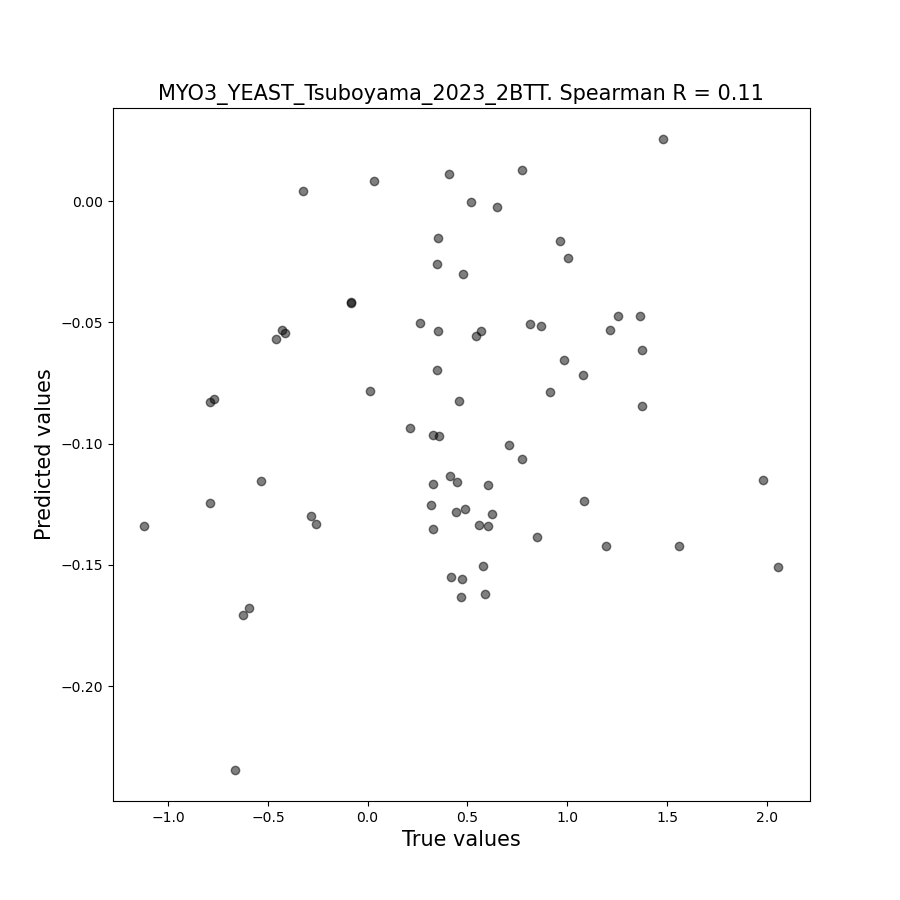 MYO3_YEAST_Tsuboyama_2023_2BTT. Spearman R = 0.11
Predicted values
0.00
−0.05
−0.10
−0.15
−0.20
−1.0 −0.5 0.0 0.5 1.0 1.5 2.0
True values